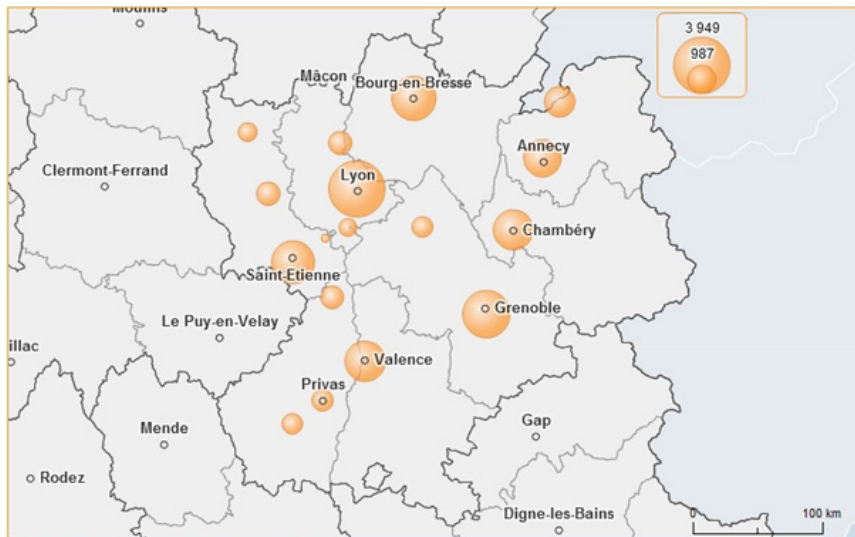 Moulins
3 949
987
Mâcon
Bourg-en-Bresse
Annecy
Clermont-Ferrand
Lyon
Chambéry
Saint-Etienne
Grenoble
Le Puy-en-Velay
illac
Valence
Privas
Gap
Mende
Rodez
0 100 km
Digne-les-Bains